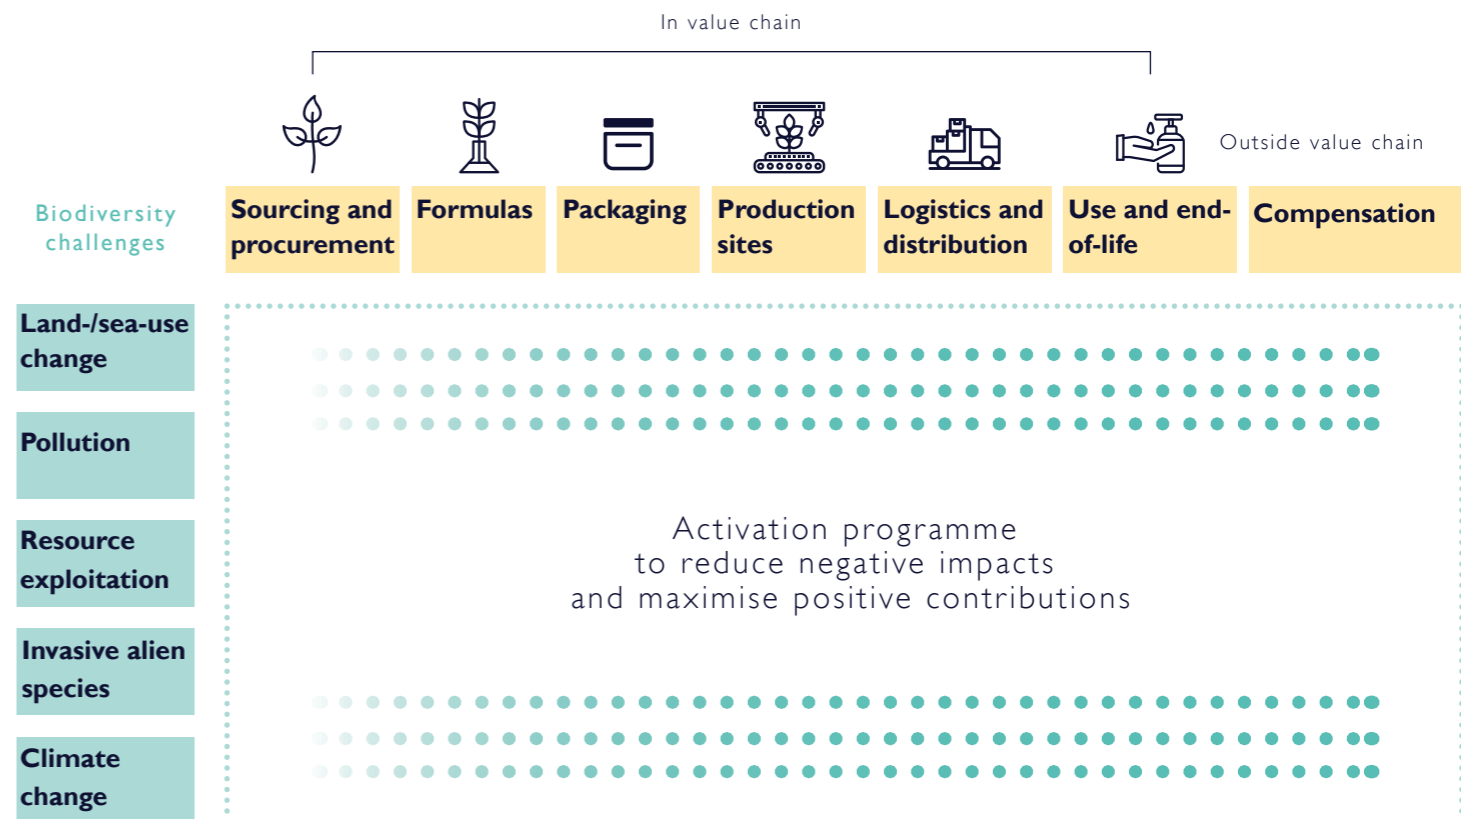 In value chain
Outside value chain
Biodiversity
challenges
Sourcing and
procurement
Formulas
Packaging
Production
sites
Logistics and
distribution
Use and end-
of-life
Compensation
Land-/sea-use
change
Pollution
Resource
exploitation
Invasive alien
species
Climate
change
Activation programme
to reduce negative impacts
and maximise positive contributions